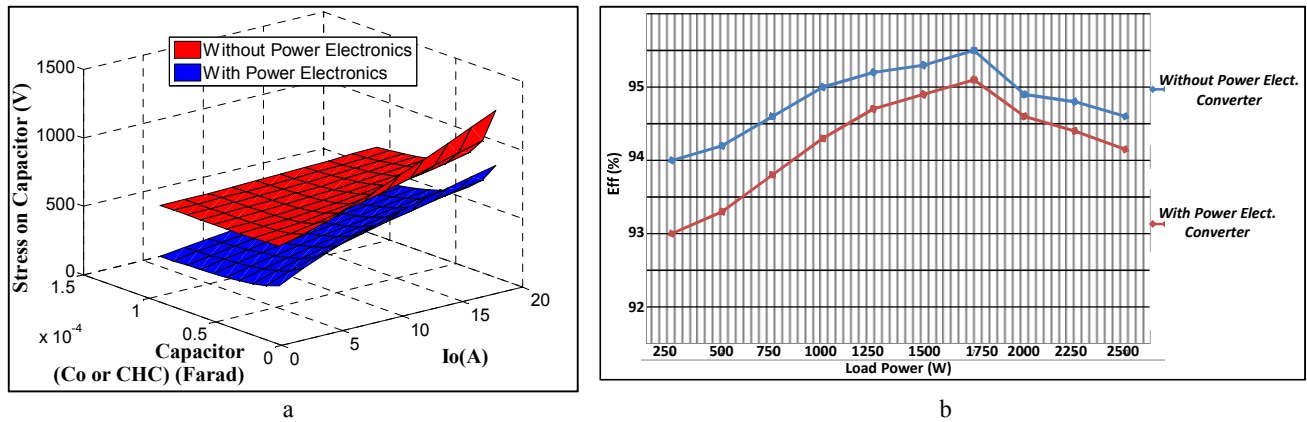 Without Power Electronics
With Power Electronics
Stress on Capacitor (V)
1500
1000
500
0
1.5
1
0.5
0
x 10⁻⁴
Capacitor
(Co or CHC) (Farad)
0
5
10
15
20
Io(A)
a
Eff (%)
95
94
93
92
250 500 750 1000 1250 1500 1750 2000 2250 2500
Load Power (W)
Without Power Elect.
Converter
With Power Elect.
Converter
b